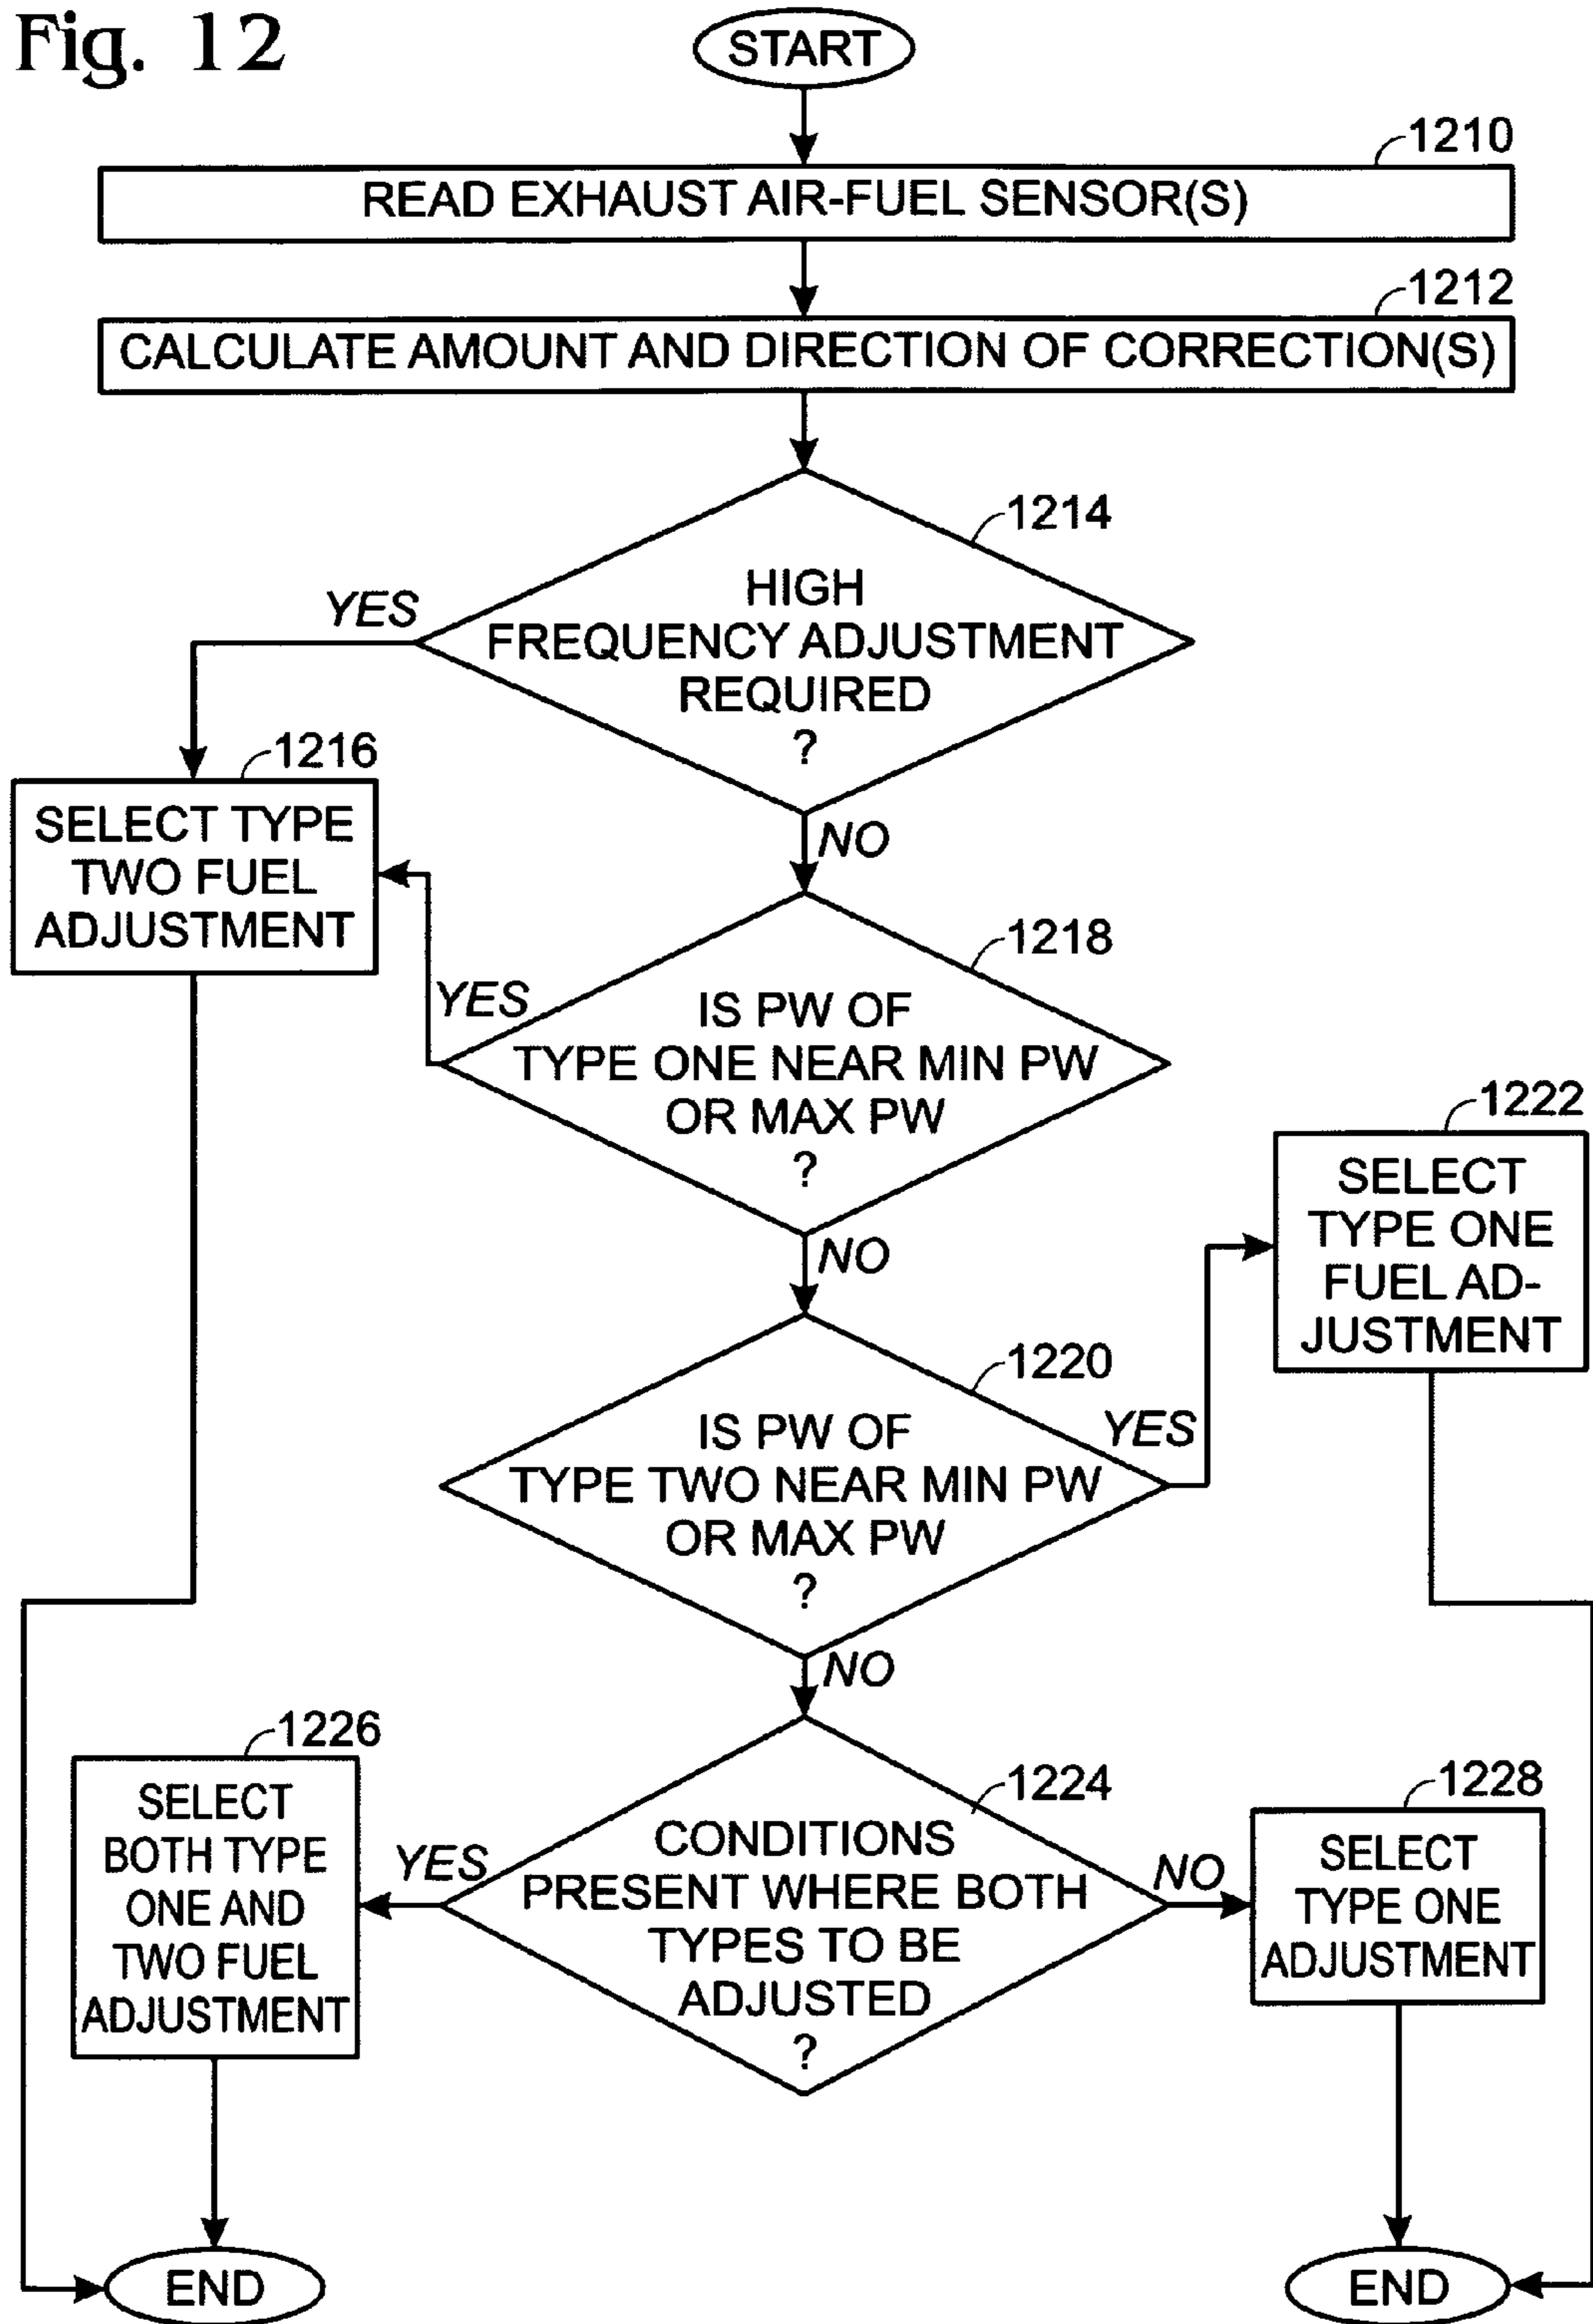 Fig. 12
START
1210
READ EXHAUST AIR-FUEL SENSOR(S)
1212
CALCULATE AMOUNT AND DIRECTION OF CORRECTION(S)
1214
HIGH
FREQUENCY ADJUSTMENT
REQUIRED
?
YES
NO
1216
SELECT TYPE
TWO FUEL
ADJUSTMENT
1218
IS PW OF
TYPE ONE NEAR MIN PW
OR MAX PW
?
YES
NO
1220
IS PW OF
TYPE TWO NEAR MIN PW
OR MAX PW
?
YES
NO
1222
SELECT
TYPE ONE
FUEL AD-
JUSTMENT
1224
CONDITIONS
PRESENT WHERE BOTH
TYPES TO BE
ADJUSTED
?
YES
NO
1226
SELECT
BOTH TYPE
ONE AND
TWO FUEL
ADJUSTMENT
1228
SELECT
TYPE ONE
ADJUSTMENT
END
END